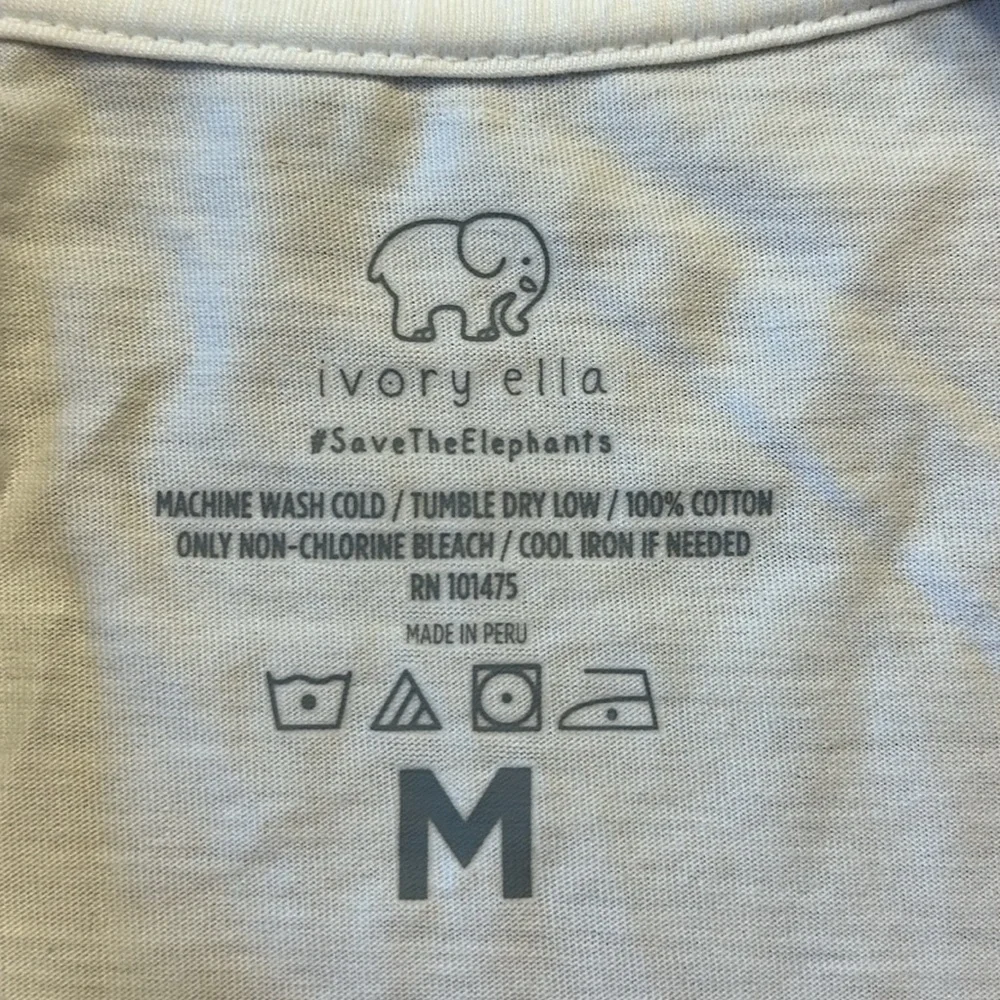 ivory ella
#SaveTheElephants
MACHINE WASH COLD / TUMBLE DRY LOW / 100% COTTON
ONLY NON-CHLORINE BLEACH / COOL IRON IF NEEDED
RN 101475
MADE IN PERU
M